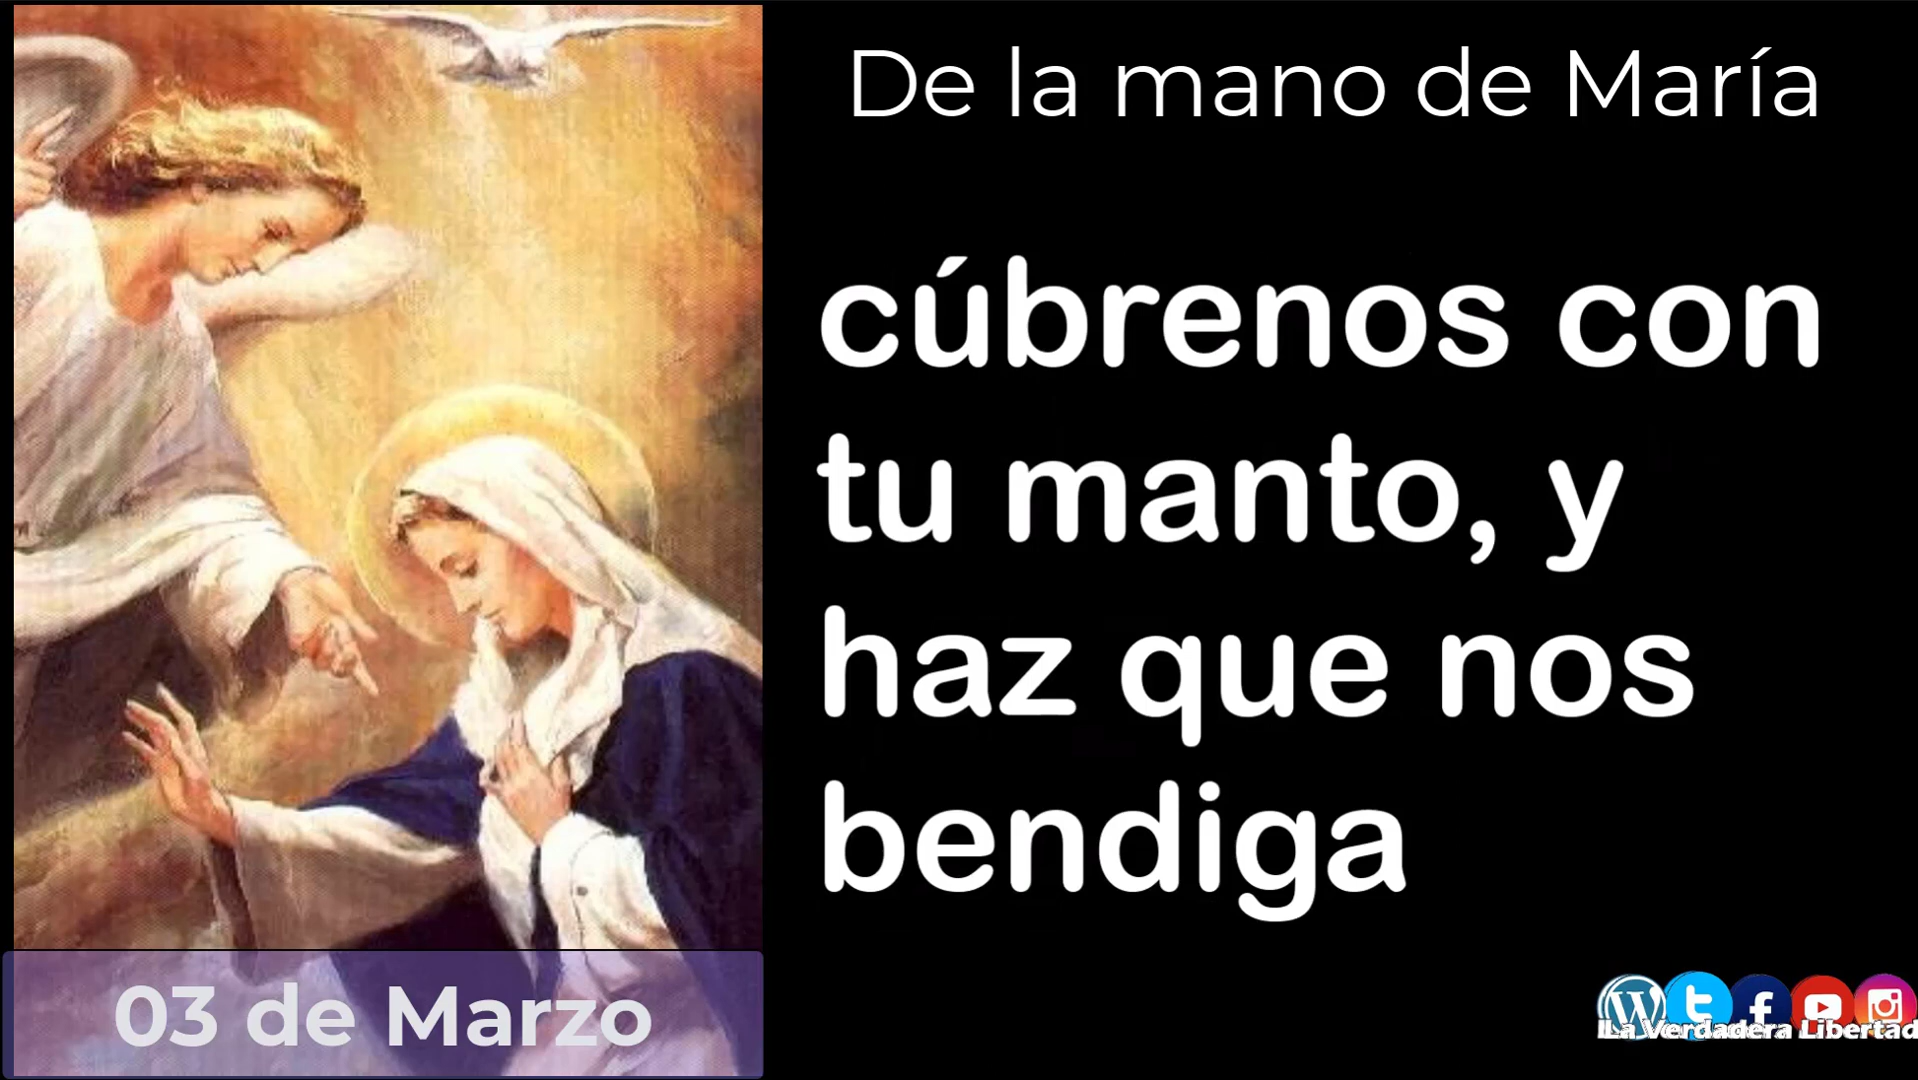 De la mano de María
cúbrenos con
tu manto, y
haz que nos
bendiga
03 de Marzo
La Verdadera Libertad